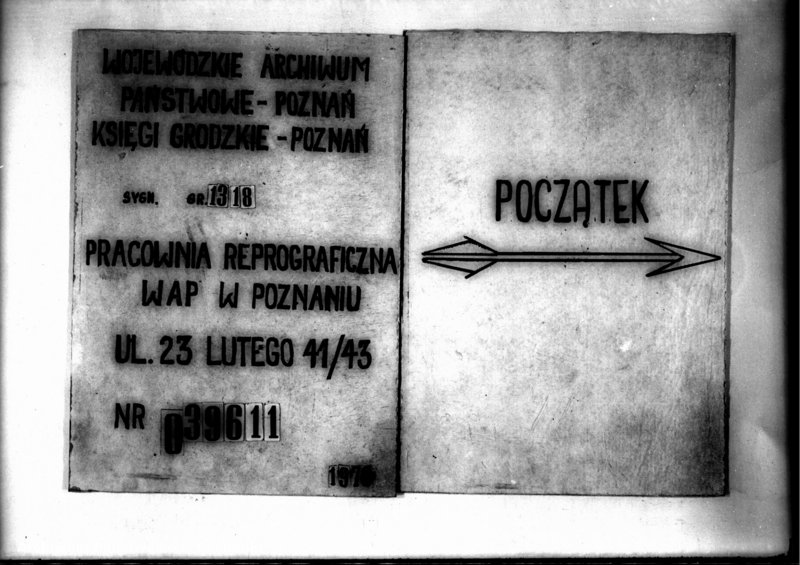 WOJEWÓDZKIE ARCHIWUM
PAŃSTWOWE - POZNAŃ
KSIĘGI GRODZKIE - POZNAŃ
SYGN. GR. 1318
PRACOWNIA REPROGRAFICZNA
WAP W POZNANIU
UL. 23 LUTEGO 41/43
NR 039611
POCZĄTEK